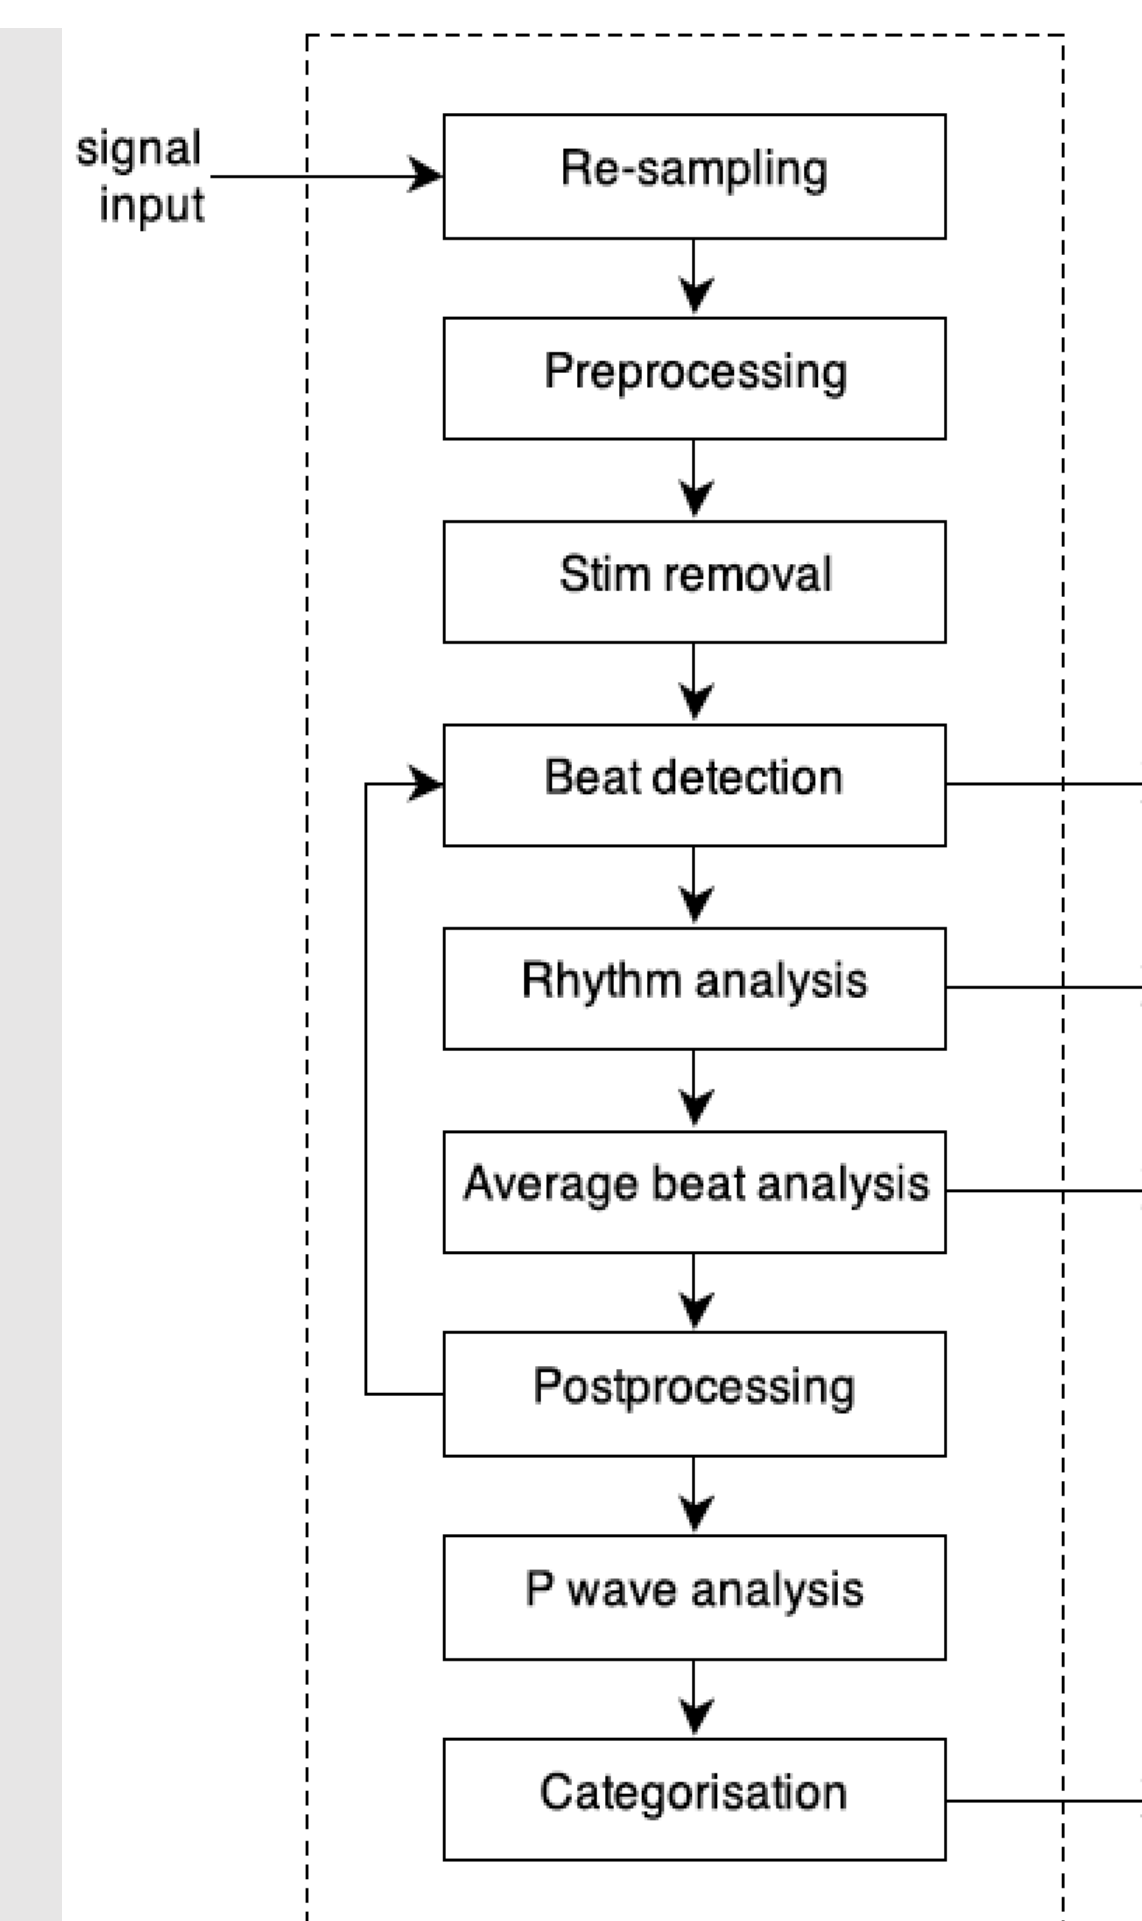 signal
input
Re-sampling
Preprocessing
Stim removal
Beat detection
Rhythm analysis
Average beat analysis
Postprocessing
P wave analysis
Categorisation